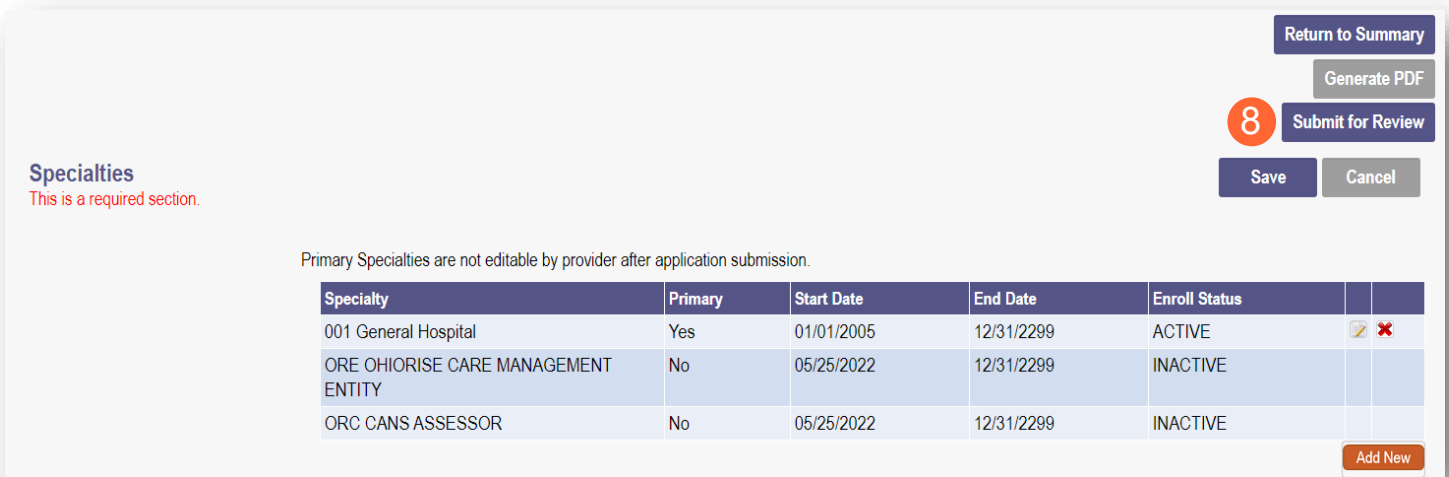 Return to Summary
Generate PDF
8 Submit for Review
Specialties
This is a required section.
Save Cancel
Primary Specialties are not editable by provider after application submission.
Specialty Primary Start Date End Date Enroll Status
001 General Hospital Yes 01/01/2005 12/31/2299 ACTIVE
ORE OHIORISE CARE MANAGEMENT
ENTITY No 05/25/2022 12/31/2299 INACTIVE
ORC CANS ASSESSOR No 05/25/2022 12/31/2299 INACTIVE
Add New